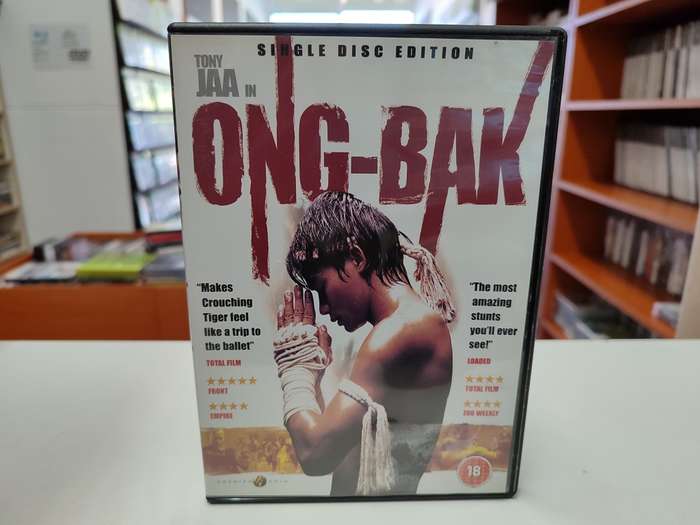 SINGLE DISC EDITION
TONY
JAA IN
ONG-BAK
"Makes
Crouching
Tiger feel
like a trip to
the ballet"
TOTAL FILM
FRONT
EMPIRE
"The most
amazing
stunts
you'll ever
see!"
LOADED
TOTAL FILM
ZOO WEEKLY
18